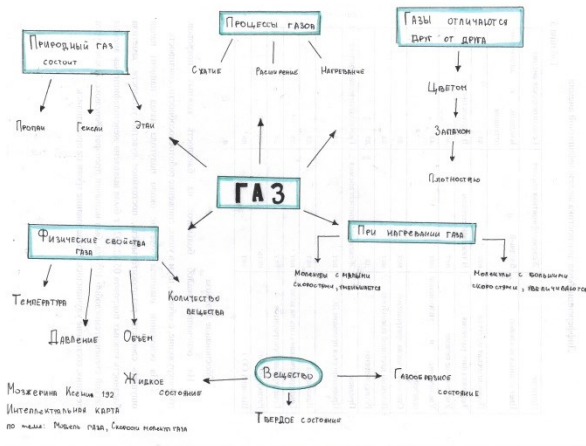 Природный газ
состоит
Пропан
Гексан
Этан
Процессы газов
Сжатие
Расширение
Нагревание
Газы отличаются
друг от друга
Цветом
Запахом
Плотностью
ГАЗ
Физические свойства
газа
Температура
Давление
Объём
Количество
вещества
При нагревании газа
Молекулы с малыми
скоростями, уменьшается
Молекулы с большими
скоростями, увеличиваются
Вещество
Жидкое
состояние
Твердое состояние
Газообразное
состояние
Мозжерина Ксения 192
Интеллектуальная карта
по теме: Модель газа, Скорости молекул газа